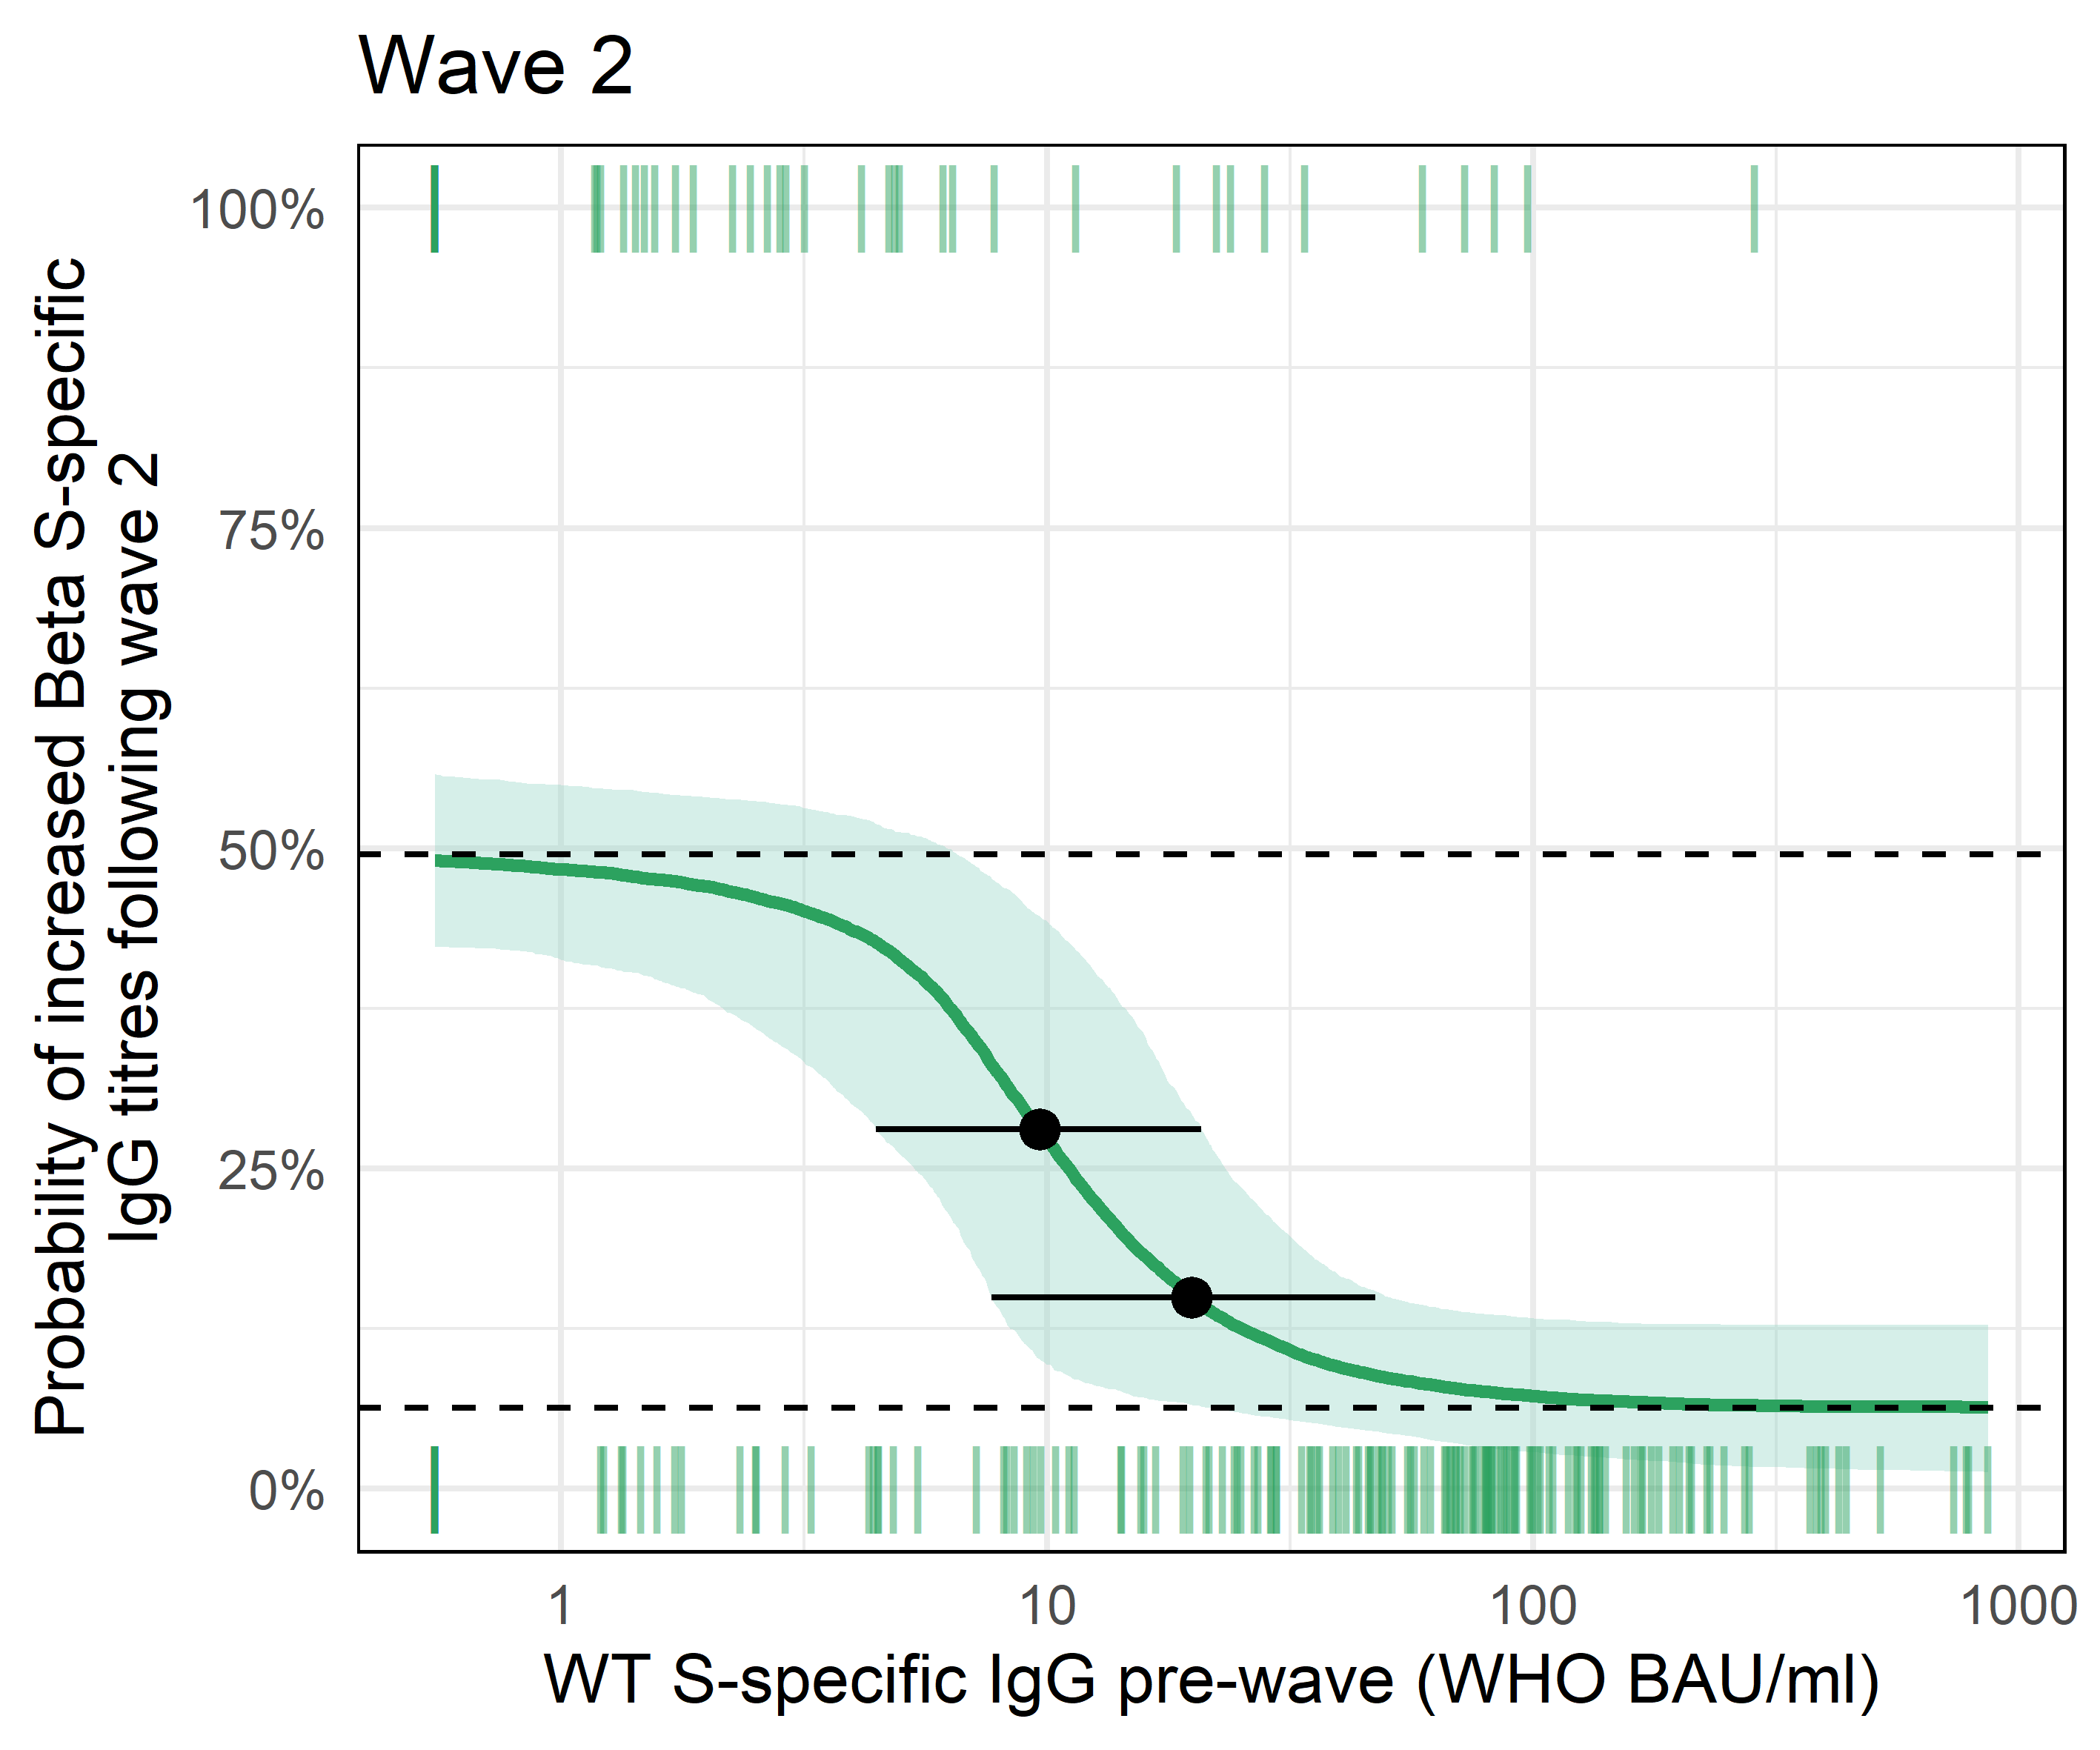 Wave 2
Probability of increased Beta S-specific
IgG titres following wave 2
100%
75%
50%
25%
0%
1
10
100
1000
WT S-specific IgG pre-wave (WHO BAU/ml)